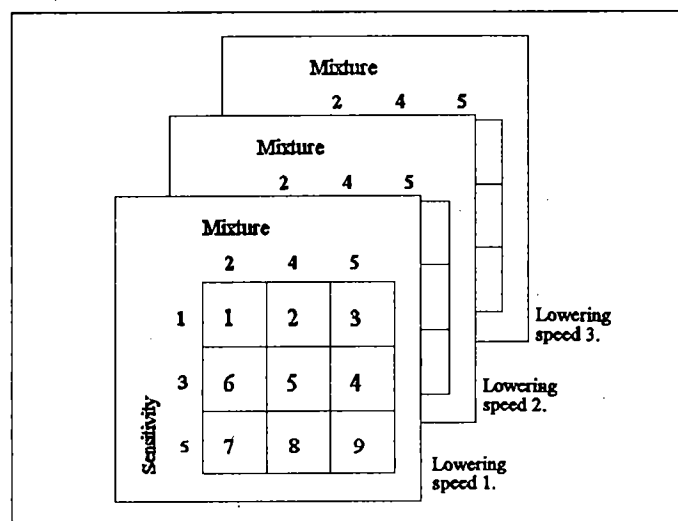 Mixture
2 4 5
Mixture
2 4 5
Mixture
2 4 5
1 1 2 3
3 6 5 4
Sensitivity
5 7 8 9
Lowering
speed 3.
Lowering
speed 2.
Lowering
speed 1.